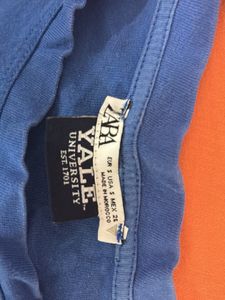 ZARA
EUR S USA S MEX 26
MADE IN MOROCCO
YALE
UNIVERSITY
EST. 1701